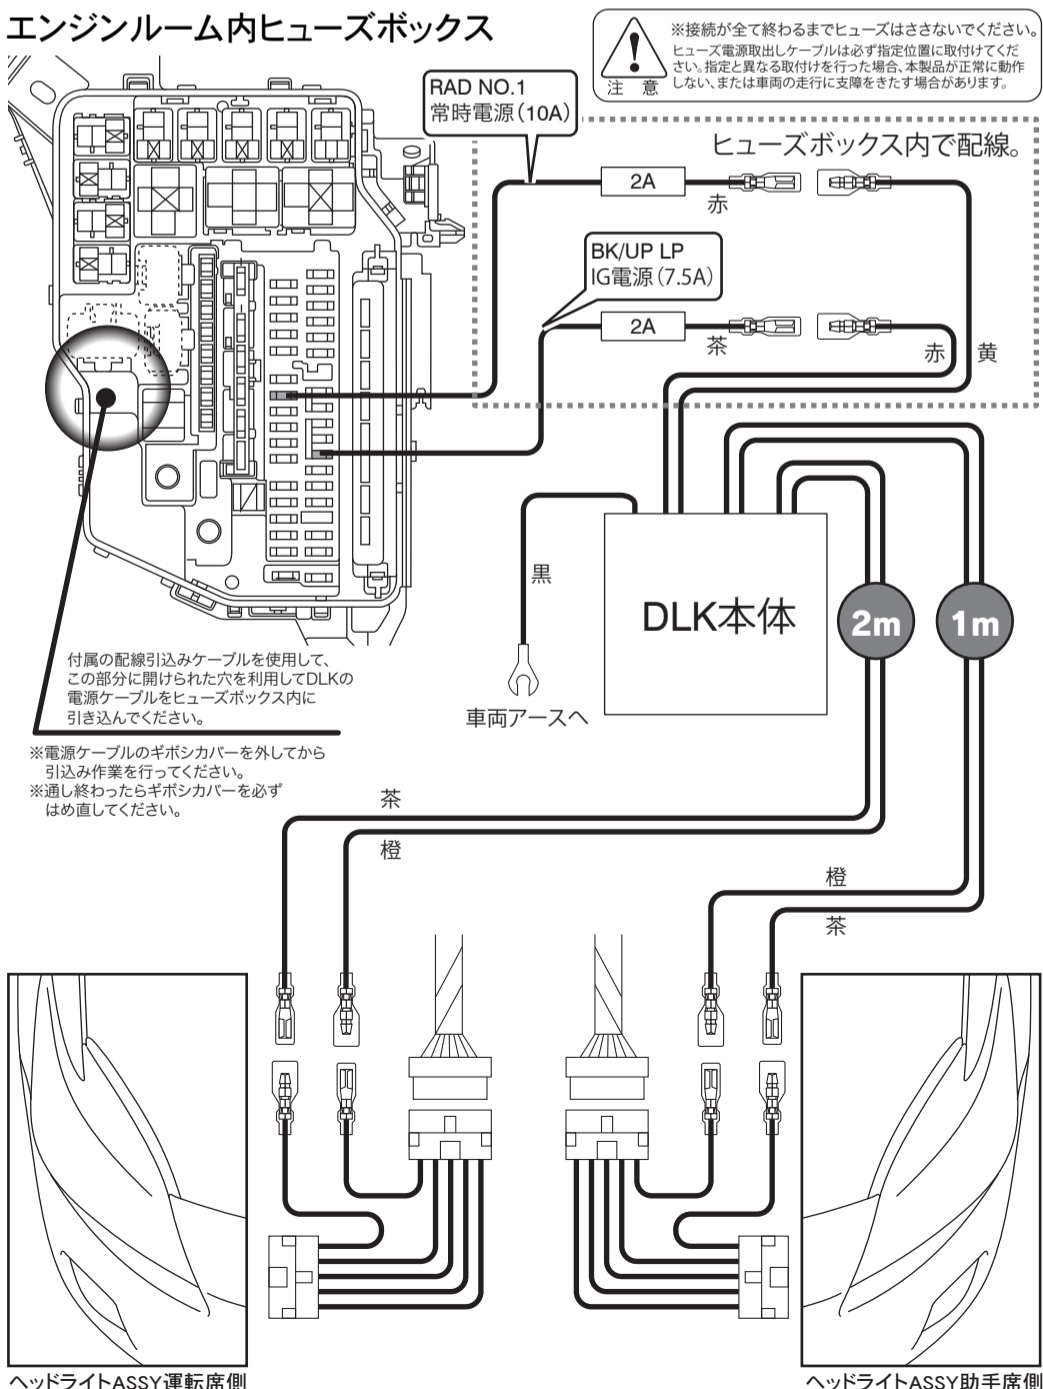 エンジンルーム内ヒューズボックス
※接続が全て終わるまでヒューズはささないでください。
ヒューズ電源取出しケーブルは必ず指定位置に取付けてくだ
さい。指定と異なる取付けを行った場合、本製品が正常に動作
しない、または車両の走行に支障をきたす場合があります。
注 意
RAD NO.1
常時電源(10A)
ヒューズボックス内で配線。
2A
赤
BK/UP LP
IG電源(7.5A)
2A
茶
赤
黄
黒
DLK本体
2m
1m
車両アースへ
付属の配線引込みケーブルを使用して、
この部分に開けられた穴を利用してDLKの
電源ケーブルをヒューズボックス内に
引き込んでください。
※電源ケーブルのギボシカバーを外してから
引込み作業を行ってください。
※通し終わったらギボシカバーを必ず
はめ直してください。
茶
橙
橙
茶
ヘッドライトASSY運転席側
ヘッドライトASSY助手席側